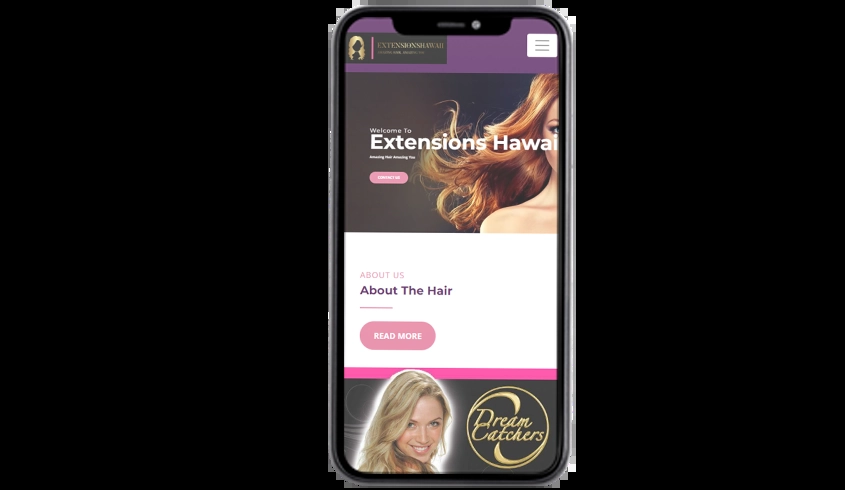 EXTENSIONSHAWAII
Welcome To
Extensions Hawai
Amazing Hair Amazing You
CONTACT US
ABOUT US
About The Hair
READ MORE
Dream
Catchers